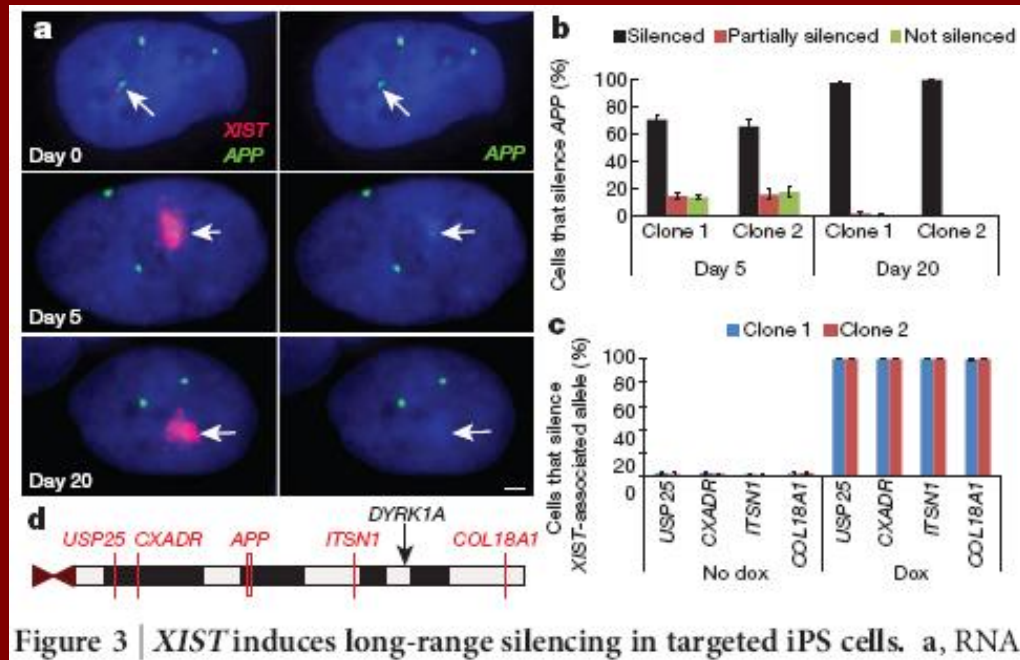 a
XIST
APP
APP
Day 0
Day 5
Day 20
b
Silenced Partially silenced Not silenced
Cells that silence APP (%)
100
80
60
40
20
0
Clone 1 Clone 2 Clone 1 Clone 2
Day 5 Day 20
c
Clone 1 Clone 2
Cells that silence
XIST-associated allele (%)
100
80
60
40
20
0
USP25 CXADR ITSN1 COL18A1 USP25 CXADR ITSN1 COL18A1
No dox Dox
d
DYRK1A
USP25 CXADR APP ITSN1 COL18A1
Figure 3 | XIST induces long-range silencing in targeted iPS cells. a, RNA